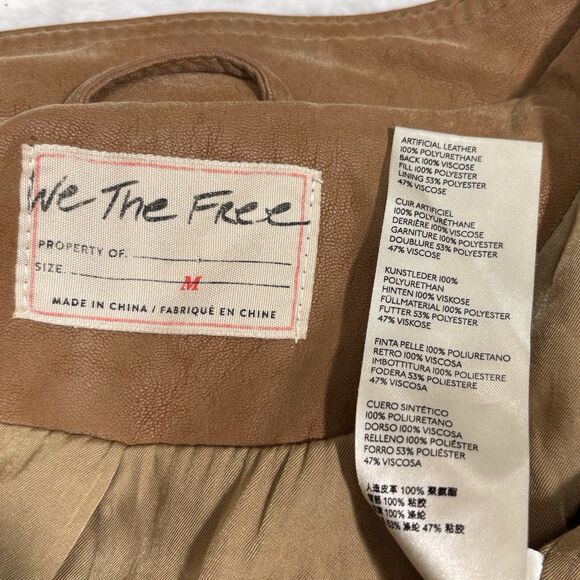 We The Free
PROPERTY OF.
SIZE. M
MADE IN CHINA / FABRIQUÉ EN CHINE
ARTIFICIAL LEATHER
100% POLYURETHANE
BACK 100% VISCOSE
FILL 100% POLYESTER
LINING 53% POLYESTER
47% VISCOSE
CUIR ARTIFICIEL
100% POLYURÉTHANE
DERRIÈRE 100% VISCOSE
GARNITURE 100% POLYESTER
DOUBLURE 53% POLYESTER
47% VISCOSE
KUNSTLEDER 100%
POLYURETHAN
HINTEN 100% VISKOSE
FÜLLMATERIAL 100% POLYESTER
FUTTER 53% POLYESTER
47% VISKOSE
FINTA PELLE 100% POLIURETANO
RETRO 100% VISCOSA
IMBOTTITURA 100% POLIESTERE
FODERA 53% POLIESTERE
47% VISCOSA
CUERO SINTÉTICO
100% POLIURETANO
DORSO 100% VISCOSA
RELLENO 100% POLIÉSTER
FORRO 53% POLIÉSTER
47% VISCOSA
人造皮革 100% 聚氨酯
100% 粘胶
100% 涤纶
53% 涤纶 47% 粘胶